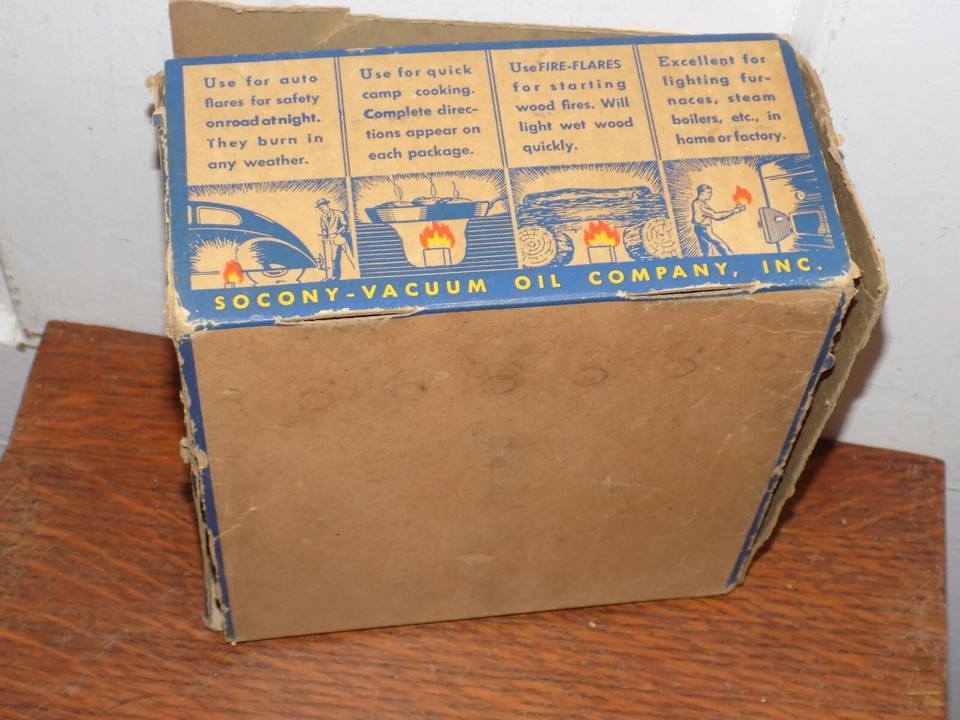 Use for auto
flares for safety
on road at night.
They burn in
any weather.
Use for quick
camp cooking.
Complete direc-
tions appear on
each package.
Use FIRE-FLARES
for starting
wood fires. Will
light wet wood
quickly.
Excellent for
lighting fur-
naces, steam
boilers, etc., in
home or factory.
SOCONY-VACUUM OIL COMPANY, INC.